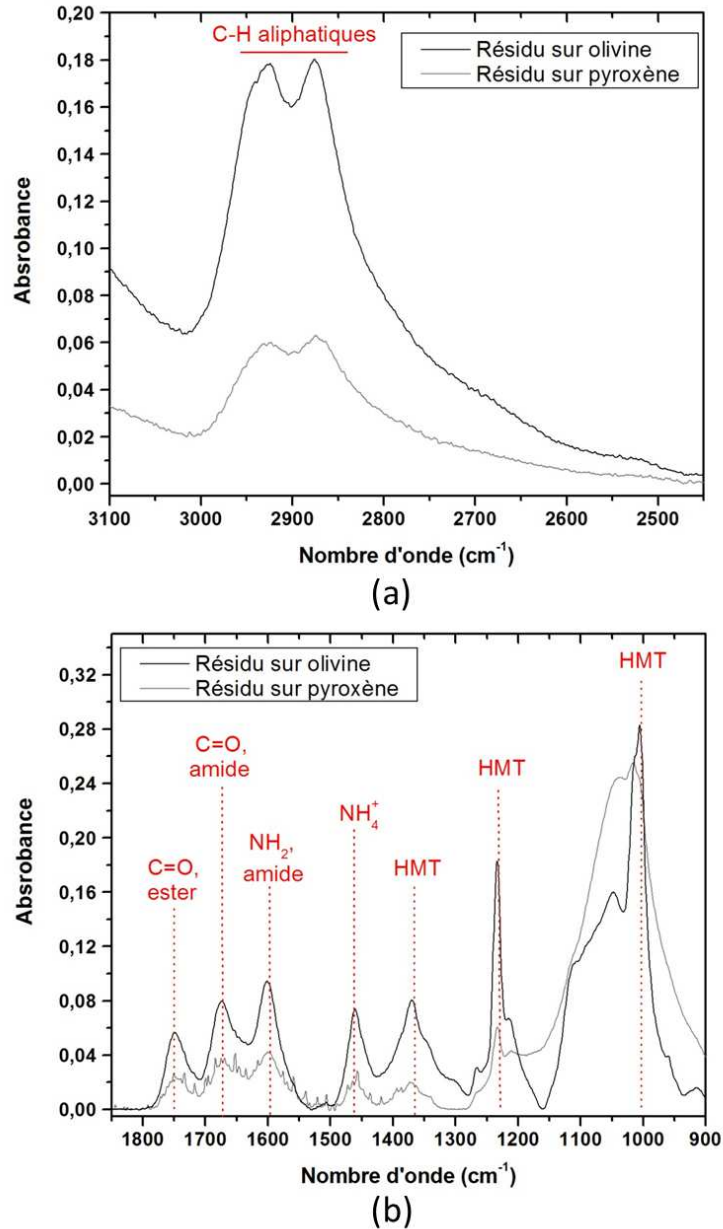 C-H aliphatiques
Résidu sur olivine
Résidu sur pyroxène
0,20
0,18
0,16
0,14
0,12
0,10
0,08
0,06
0,04
0,02
0,00
Absrobance
3100 3000 2900 2800 2700 2600 2500
Nombre d'onde (cm-1)
(a)
Résidu sur olivine
Résidu sur pyroxène
HMT
C=O,
amide
HMT
NH4+
NH2,
amide
HMT
C=O,
ester
0,32
0,28
0,24
0,20
0,16
0,12
0,08
0,04
0,00
Absrobance
1800 1700 1600 1500 1400 1300 1200 1100 1000 900
Nombre d'onde (cm-1)
(b)